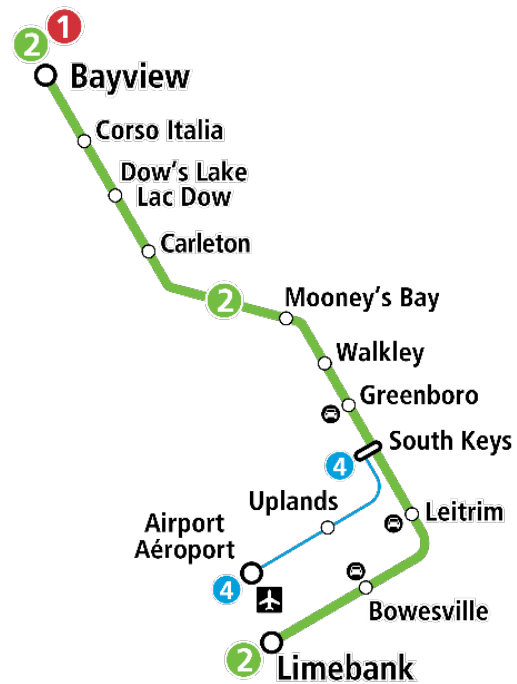 1
2
Bayview
Corso Italia
Dow's Lake
Lac Dow
Carleton
2
Mooney's Bay
Walkley
Greenboro
South Keys
4
Uplands
Leitrim
Airport
Aéroport
4
Bowesville
2
Limebank